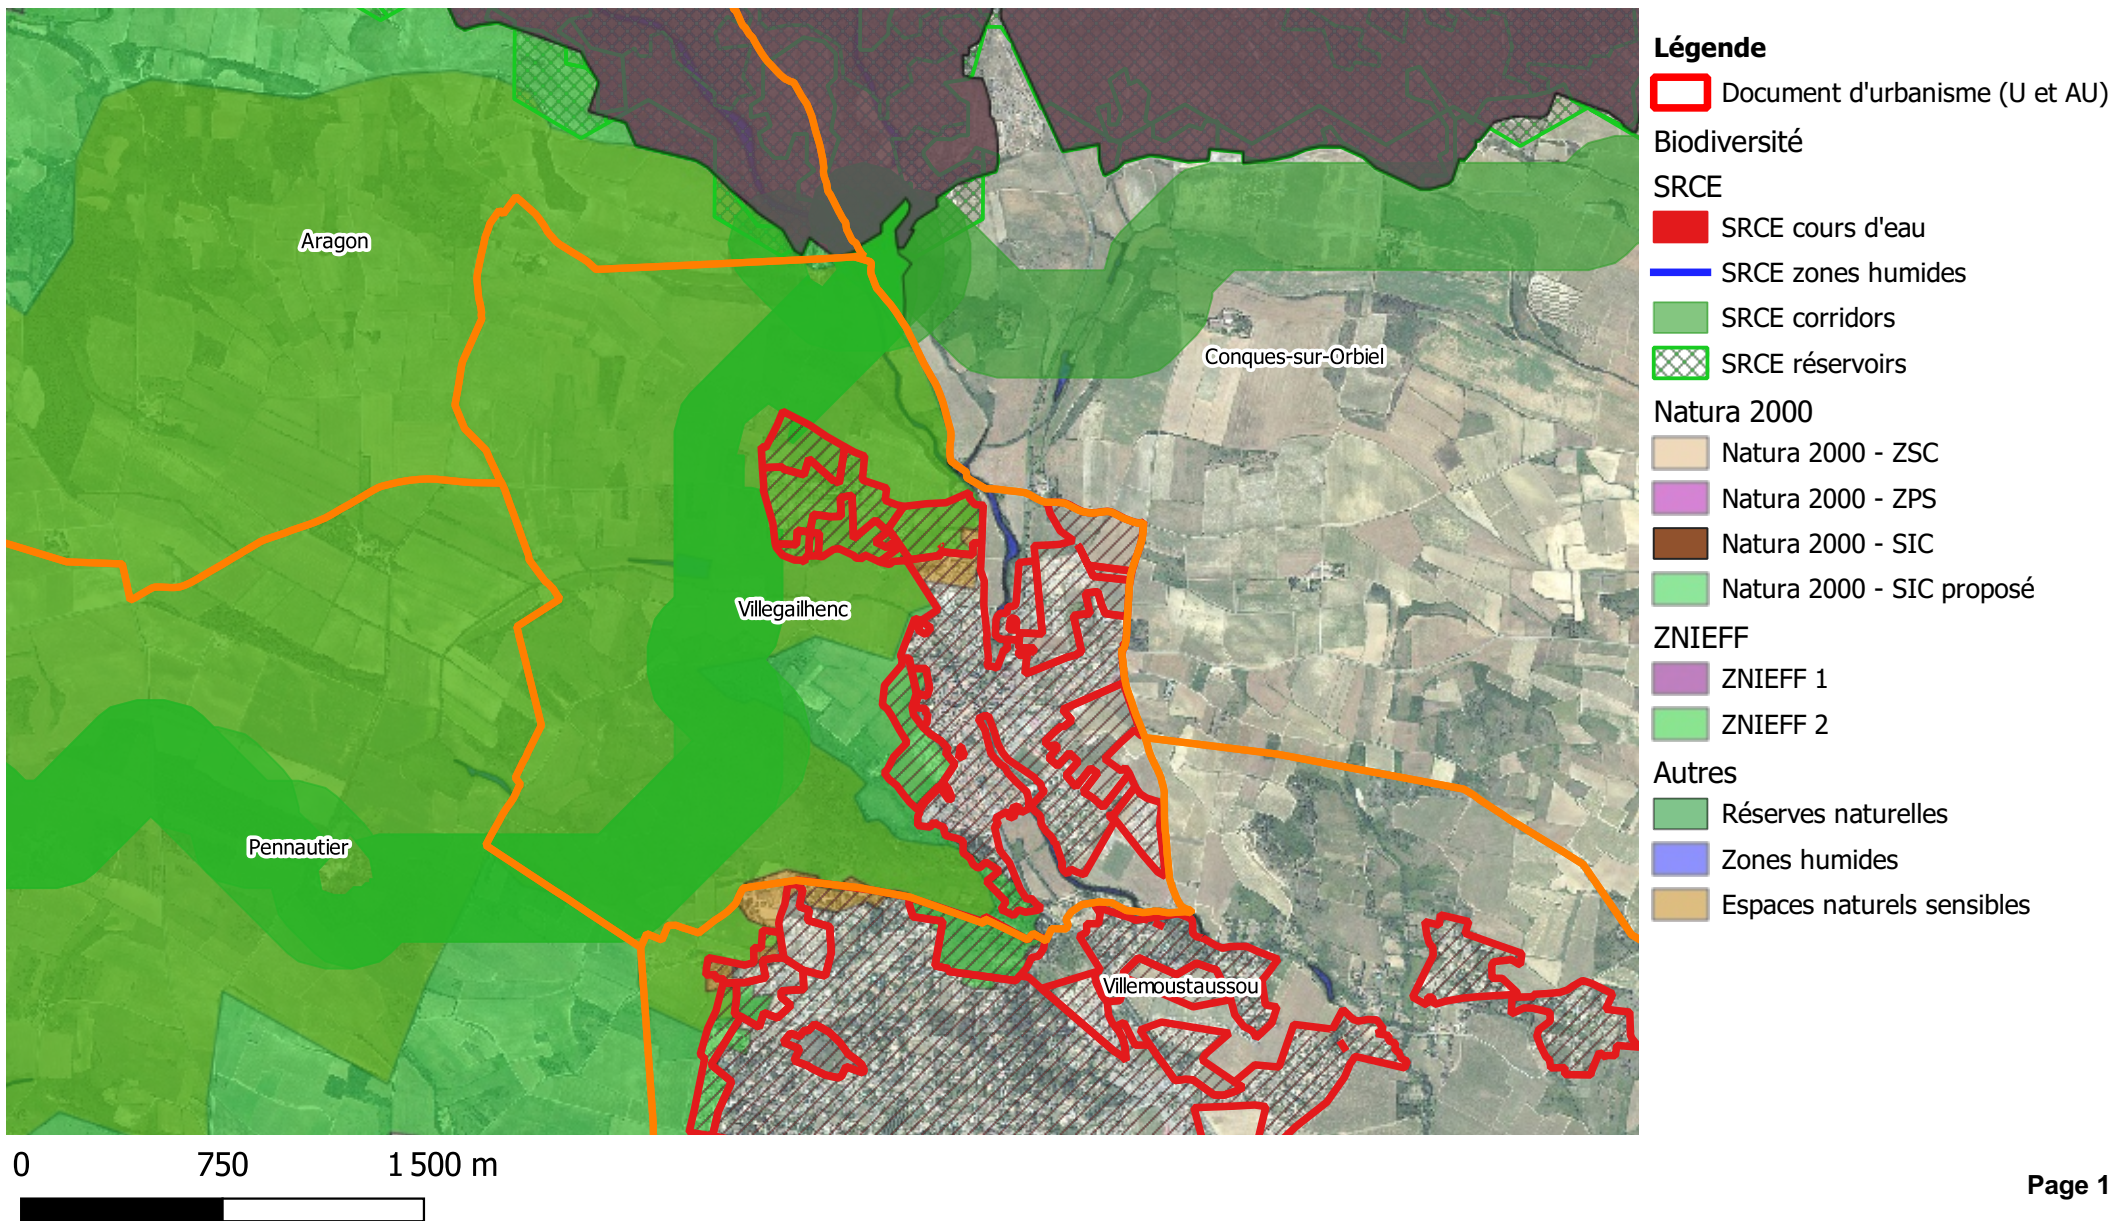 Aragon
Conques-sur-Orbiel
Villegailhenc
Pennautier
Villemoustaussou
Légende
Document d'urbanisme (U et AU)
Biodiversité
SRCE
SRCE cours d'eau
SRCE zones humides
SRCE corridors
SRCE réservoirs
Natura 2000
Natura 2000 - ZSC
Natura 2000 - ZPS
Natura 2000 - SIC
Natura 2000 - SIC proposé
ZNIEFF
ZNIEFF 1
ZNIEFF 2
Autres
Réserves naturelles
Zones humides
Espaces naturels sensibles
0 750 1 500 m
Page 1